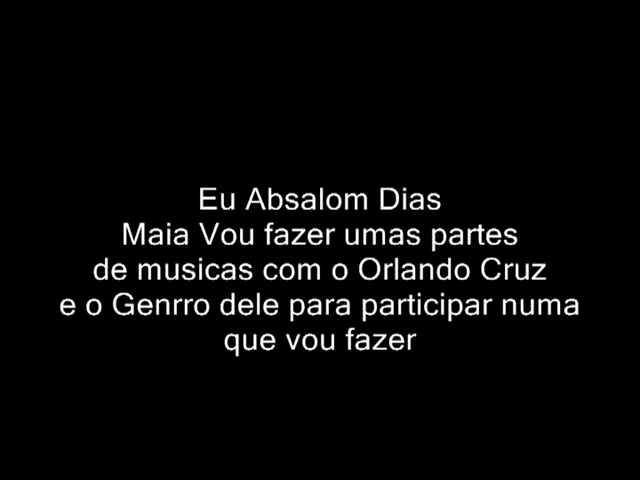 Eu Absalom Dias
Maia Vou fazer umas partes
de musicas com o Orlando Cruz
e o Genrro dele para participar numa
que vou fazer